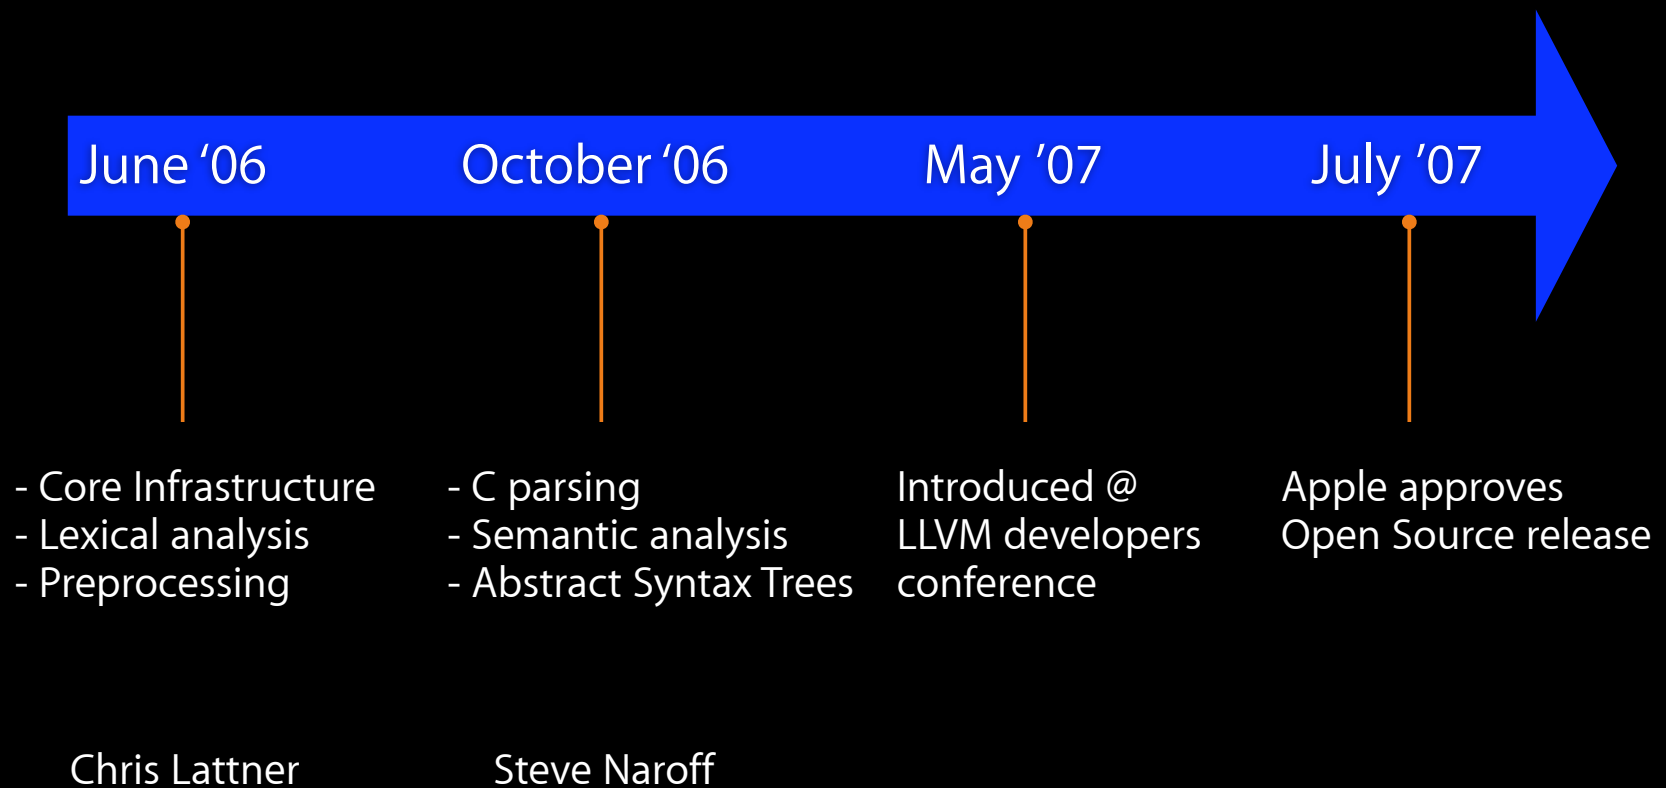 June ‘06
October ‘06
May ’07
July ’07
- Core Infrastructure
- Lexical analysis
- Preprocessing
- C parsing
- Semantic analysis
- Abstract Syntax Trees
Introduced @
LLVM developers
conference
Apple approves
Open Source release
Chris Lattner
Steve Naroff